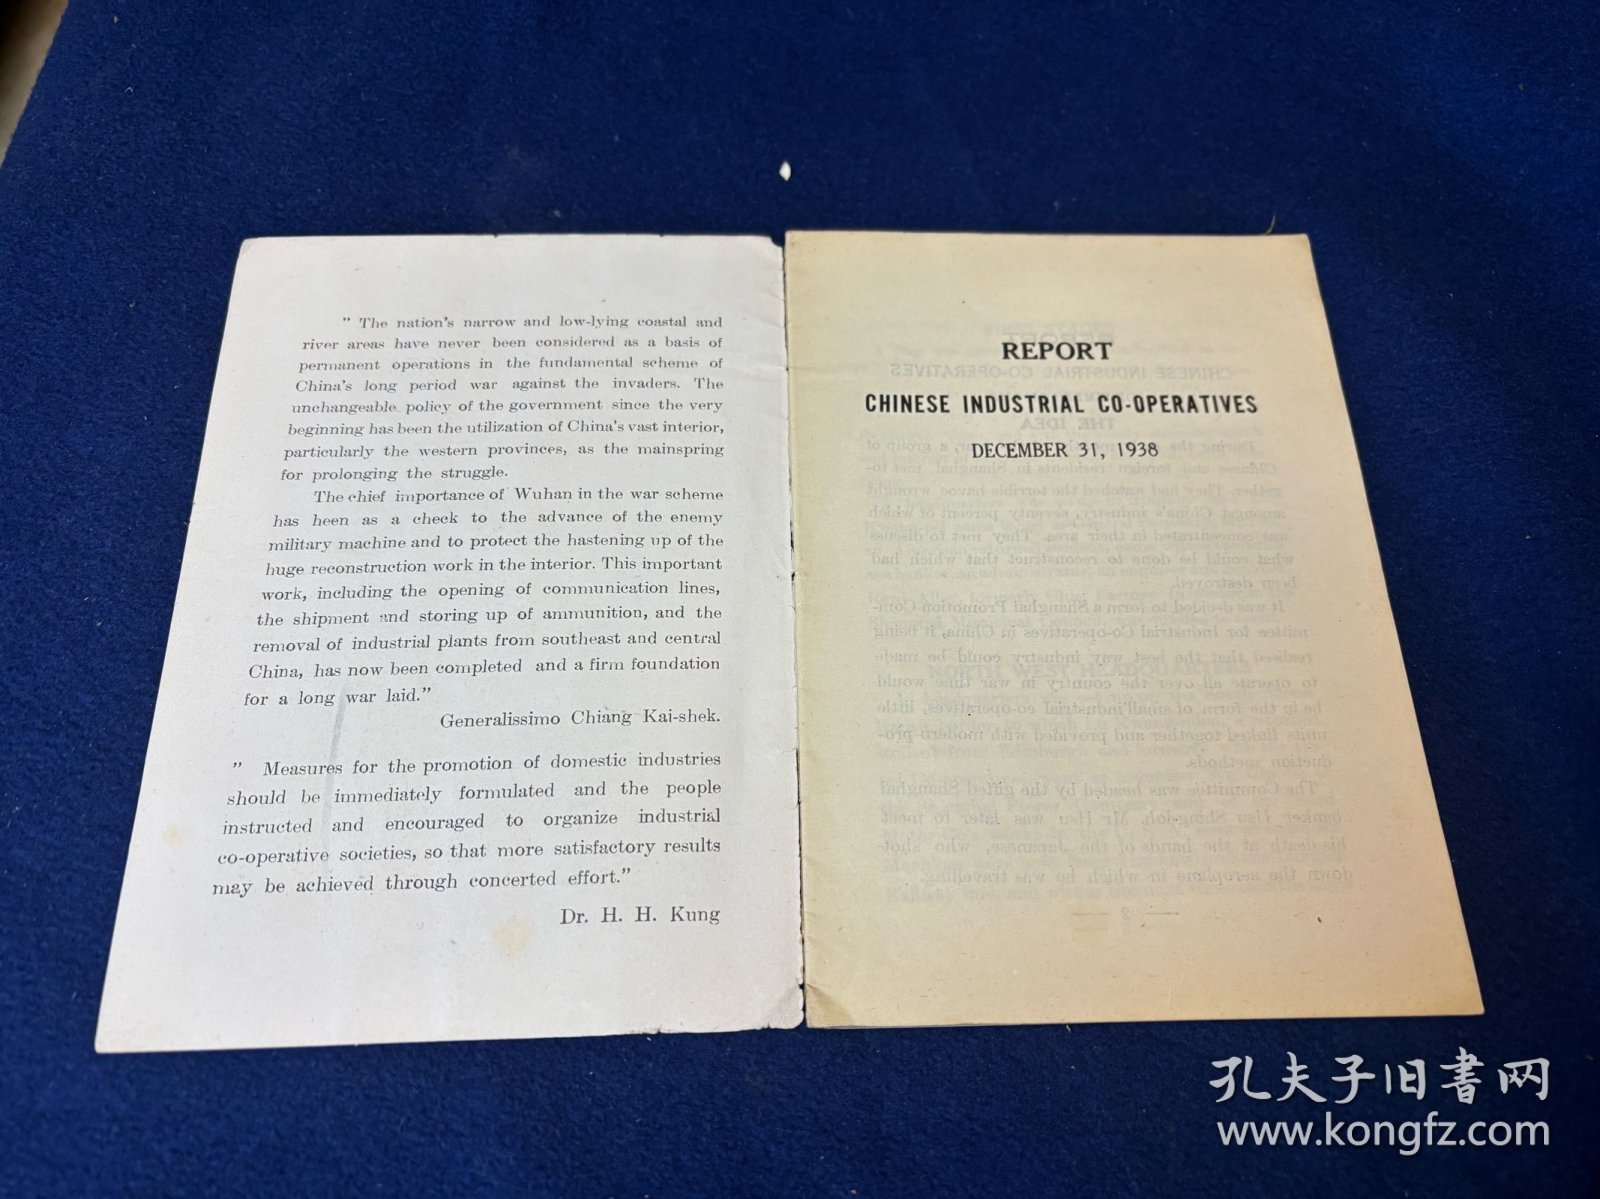 " The nation's narrow and low-lying coastal and
river areas have never been considered as a basis of
permanent operations in the fundamental scheme of
China's long period war against the invaders. The
unchangeable policy of the government since the very
beginning has been the utilization of China's vast interior,
particularly the western provinces, as the mainspring
for prolonging the struggle.
The chief importance of Wuhan in the war scheme
has heen as a check to the advance of the enemy
military machine and to protect the hastening up of the
huge reconstruction work in the interior. This important
work, including the opening of communication lines,
the shipment and storing up of ammunition, and the
removal of industrial plants from southeast and central
China, has now been completed and a firm foundation
for a long war laid."
Generalissimo Chiang Kai-shek.
" Measures for the promotion of domestic industries
should be immediately formulated and the people
instructed and encouraged to organize industrial
co-operative societies, so that more satisfactory results
may be achieved through concerted effort."
Dr. H. H. Kung
REPORT
CHINESE INDUSTRIAL CO-OPERATIVES
DECEMBER 31, 1938
孔夫子旧书网
www.kongfz.com